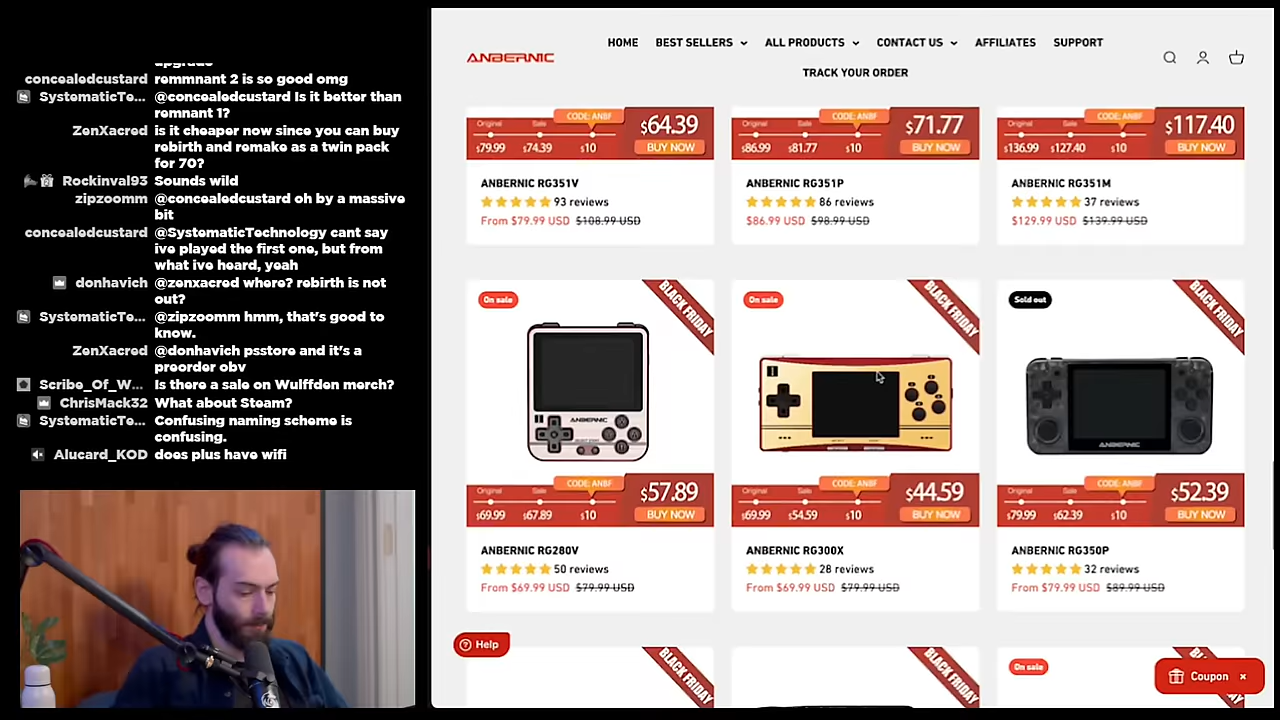 upgrade
concealedcustard remmnant 2 is so good omg
SystematicTe... @concealedcustard Is it better than
remnant 1?
ZenXacred Is it cheaper now since you can buy
rebirth and remake as a twin pack
for 70?
Rockinval93 Sounds wild
zipzoomm @concealedcustard oh by a massive
bit
concealedcustard @SystematicTechnology cant say
ive played the first one, but from
what ive heard, yeah
donhavich @zenxacred where? rebirth is not
out?
SystematicTe... @zipzoomm hmm, that's good to
know.
ZenXacred @donhavich psstore and it's a
preorder obv
Scribe_Of_W... Is there a sale on Wulffden merch?
ChrisMack32 What about Steam?
SystematicTe... Confusing naming scheme is
confusing.
Alucard_KOD does plus have wifi
ANBERNIC
HOME BEST SELLERS ALL PRODUCTS CONTACT US AFFILIATES SUPPORT
TRACK YOUR ORDER
Original Sale CODE: ANBF $64.39
$79.99 $74.39 $10 BUY NOW
ANBERNIC RG351V
93 reviews
From $79.99 USD $108.99 USD
Original Sale CODE: ANBF $71.77
$86.99 $81.77 $10 BUY NOW
ANBERNIC RG351P
86 reviews
$86.99 USD $98.99 USD
Original Sale CODE: ANBF $117.40
$136.99 $127.40 $10 BUY NOW
ANBERNIC RG351M
37 reviews
$129.99 USD $139.99 USD
On sale
BLACK FRIDAY
ANBERNIC
Original Sale CODE: ANBF $57.89
$69.99 $67.89 $10 BUY NOW
ANBERNIC RG280V
50 reviews
From $69.99 USD $79.99 USD
On sale
BLACK FRIDAY
Original Sale CODE: ANBF $44.59
$69.99 $54.59 $10 BUY NOW
ANBERNIC RG300X
28 reviews
From $69.99 USD $79.99 USD
Sold out
BLACK FRIDAY
ANBERNIC
Original Sale CODE: ANBF $52.39
$79.99 $62.39 $10 BUY NOW
ANBERNIC RG350P
32 reviews
From $79.99 USD $89.99 USD
BLACK FRIDAY
BLACK FRIDAY
On sale
Help
Coupon ×